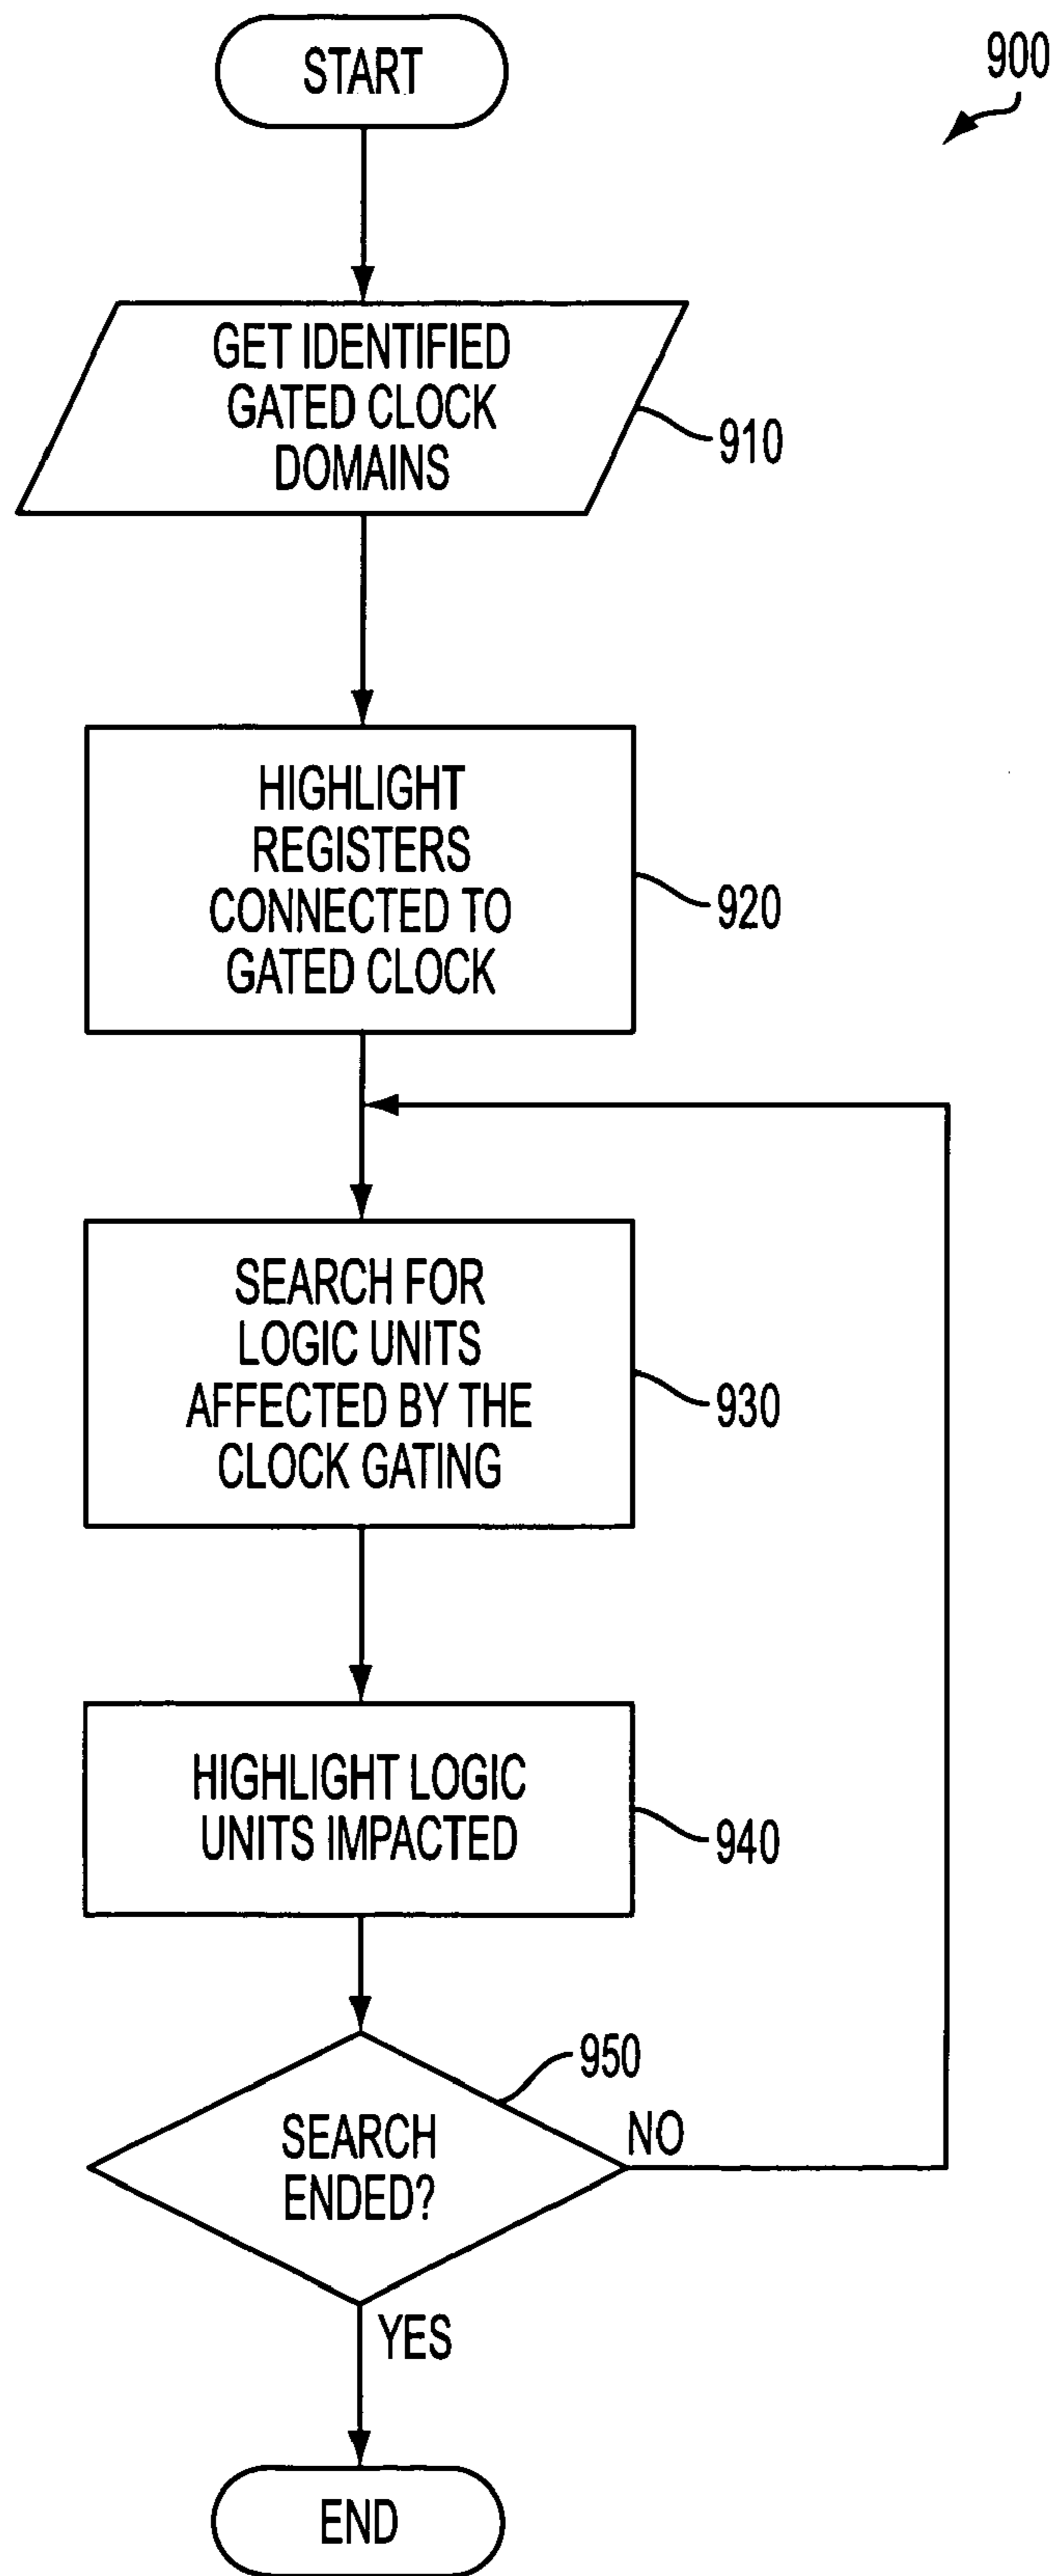 START
900
GET IDENTIFIED
GATED CLOCK
DOMAINS
910
HIGHLIGHT
REGISTERS
CONNECTED TO
GATED CLOCK
920
SEARCH FOR
LOGIC UNITS
AFFECTED BY THE
CLOCK GATING
930
HIGHLIGHT LOGIC
UNITS IMPACTED
940
950
SEARCH
ENDED?
NO
YES
END